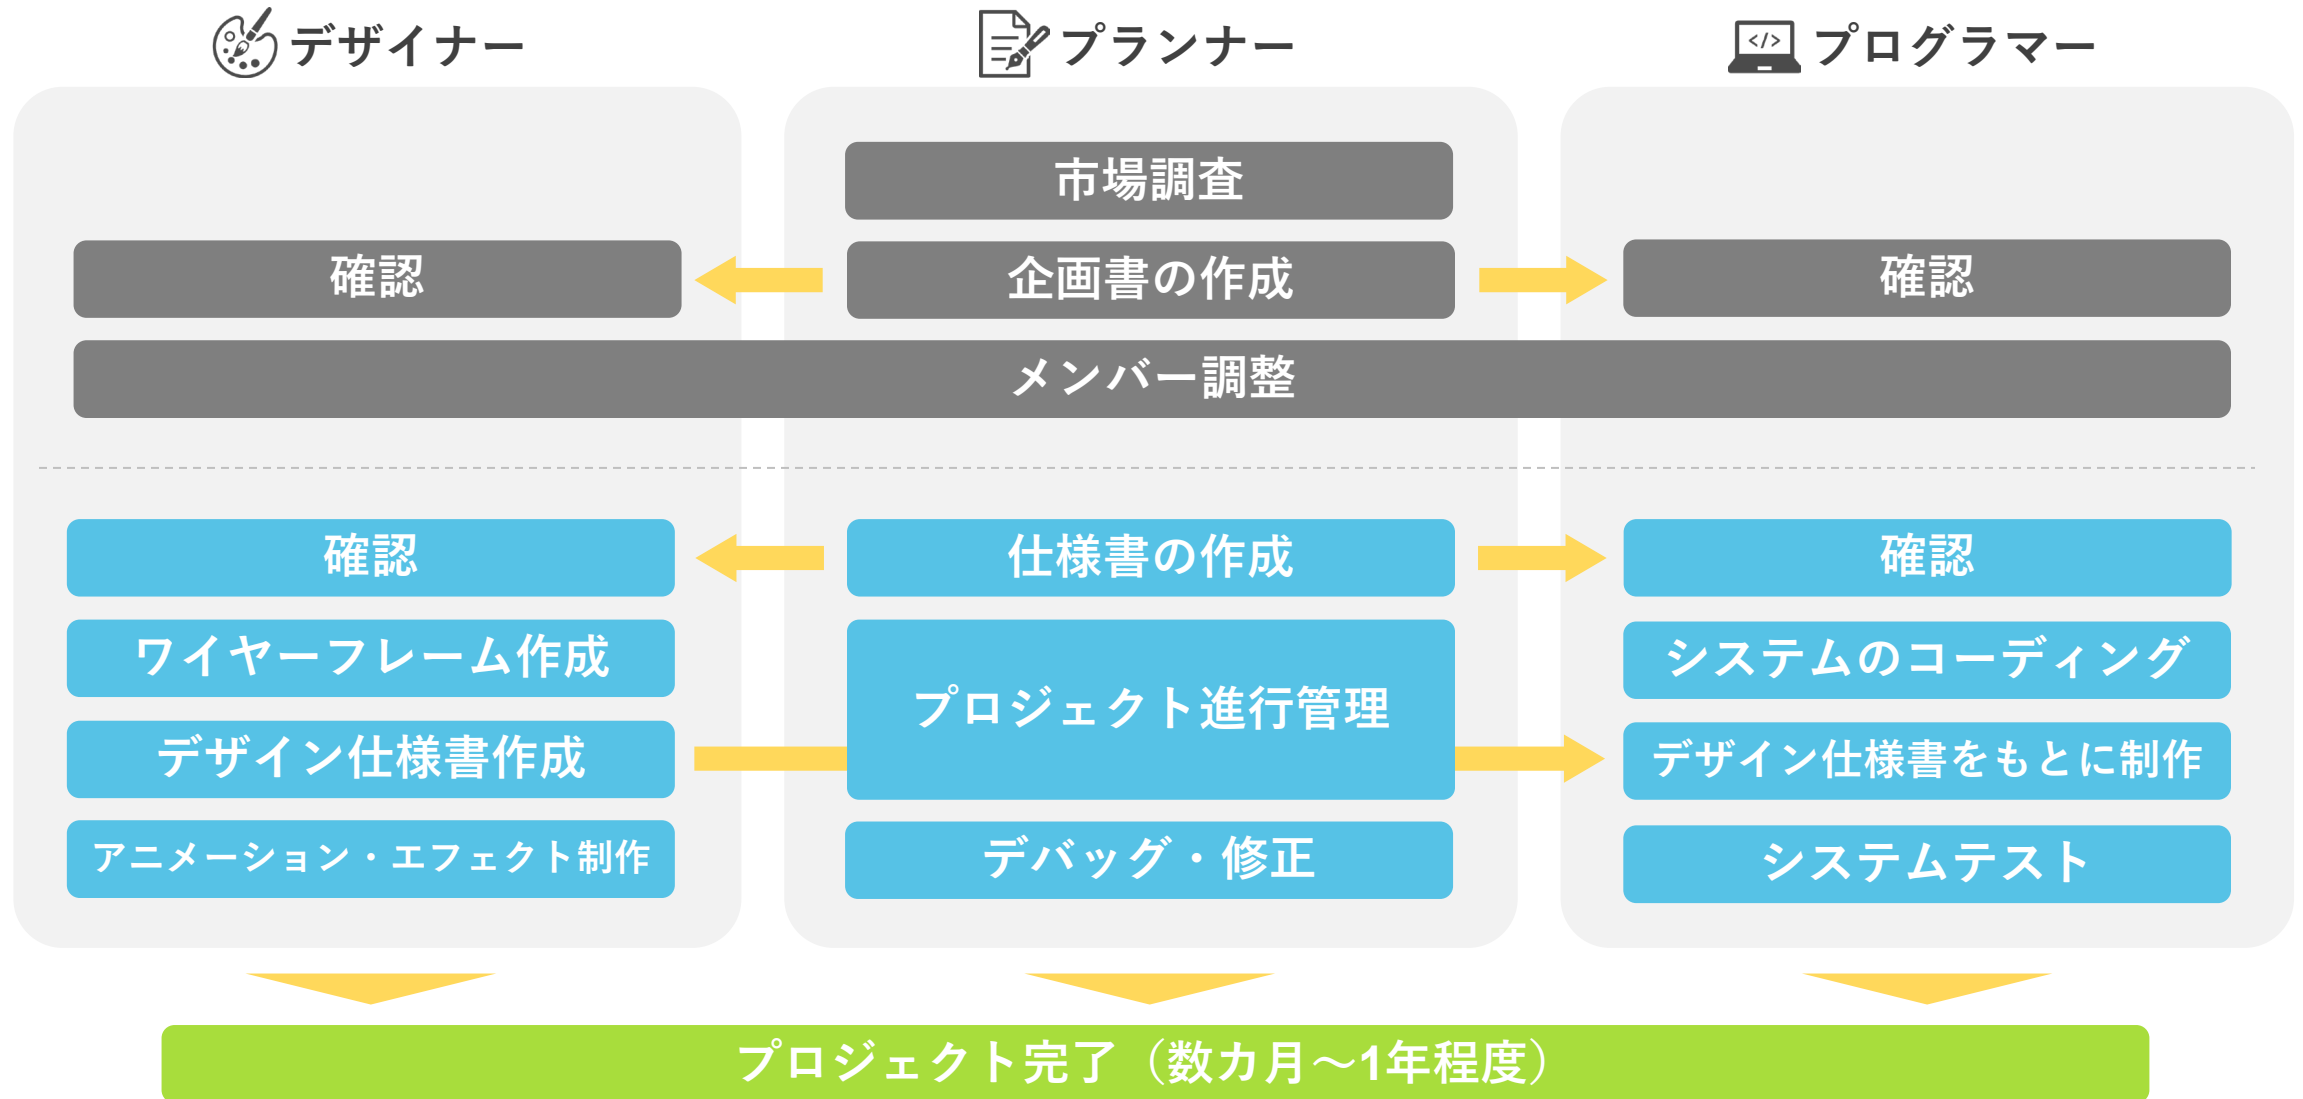 デザイナー
プランナー
</>
プログラマー
市場調査
確認
企画書の作成
確認
メンバー調整
確認
仕様書の作成
確認
ワイヤーフレーム作成
プロジェクト進行管理
システムのコーディング
デザイン仕様書作成
デザイン仕様書をもとに制作
アニメーション・エフェクト制作
デバッグ・修正
システムテスト
プロジェクト完了（数カ月～1年程度）